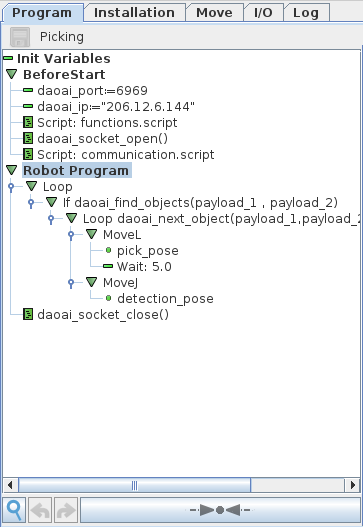 Program Installation Move I/O Log
Picking
Init Variables
BeforeStart
daoai_port:=6969
daoai_ip:="206.12.6.144"
Script: functions.script
daoai_socket_open()
Script: communication.script
Robot Program
Loop
If daoai_find_objects(payload_1 , payload_2)
Loop daoai_next_object(payload_1,payload_2
MoveL
pick_pose
Wait: 5.0
MoveJ
detection_pose
daoai_socket_close()